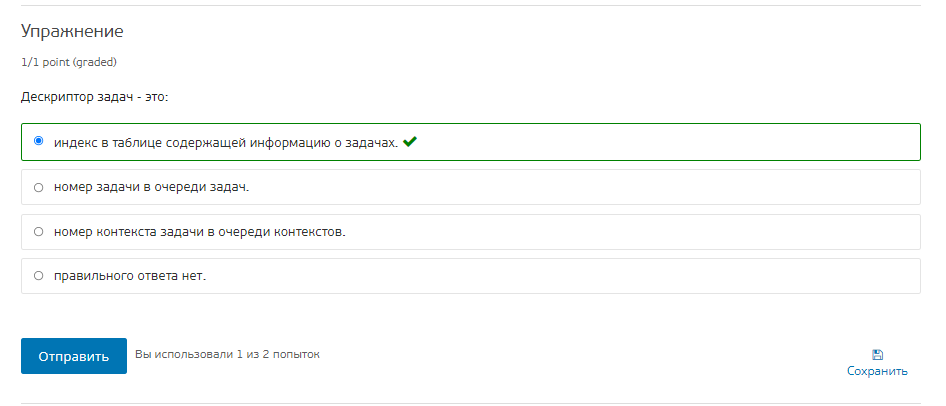 Упражнение
1/1 point (graded)
Дескриптор задач - это:
индекс в таблице содержащей информацию о задачах.
номер задачи в очереди задач.
номер контекста задачи в очереди контекстов.
правильного ответа нет.
Отправить
Вы использовали 1 из 2 попыток
Сохранить